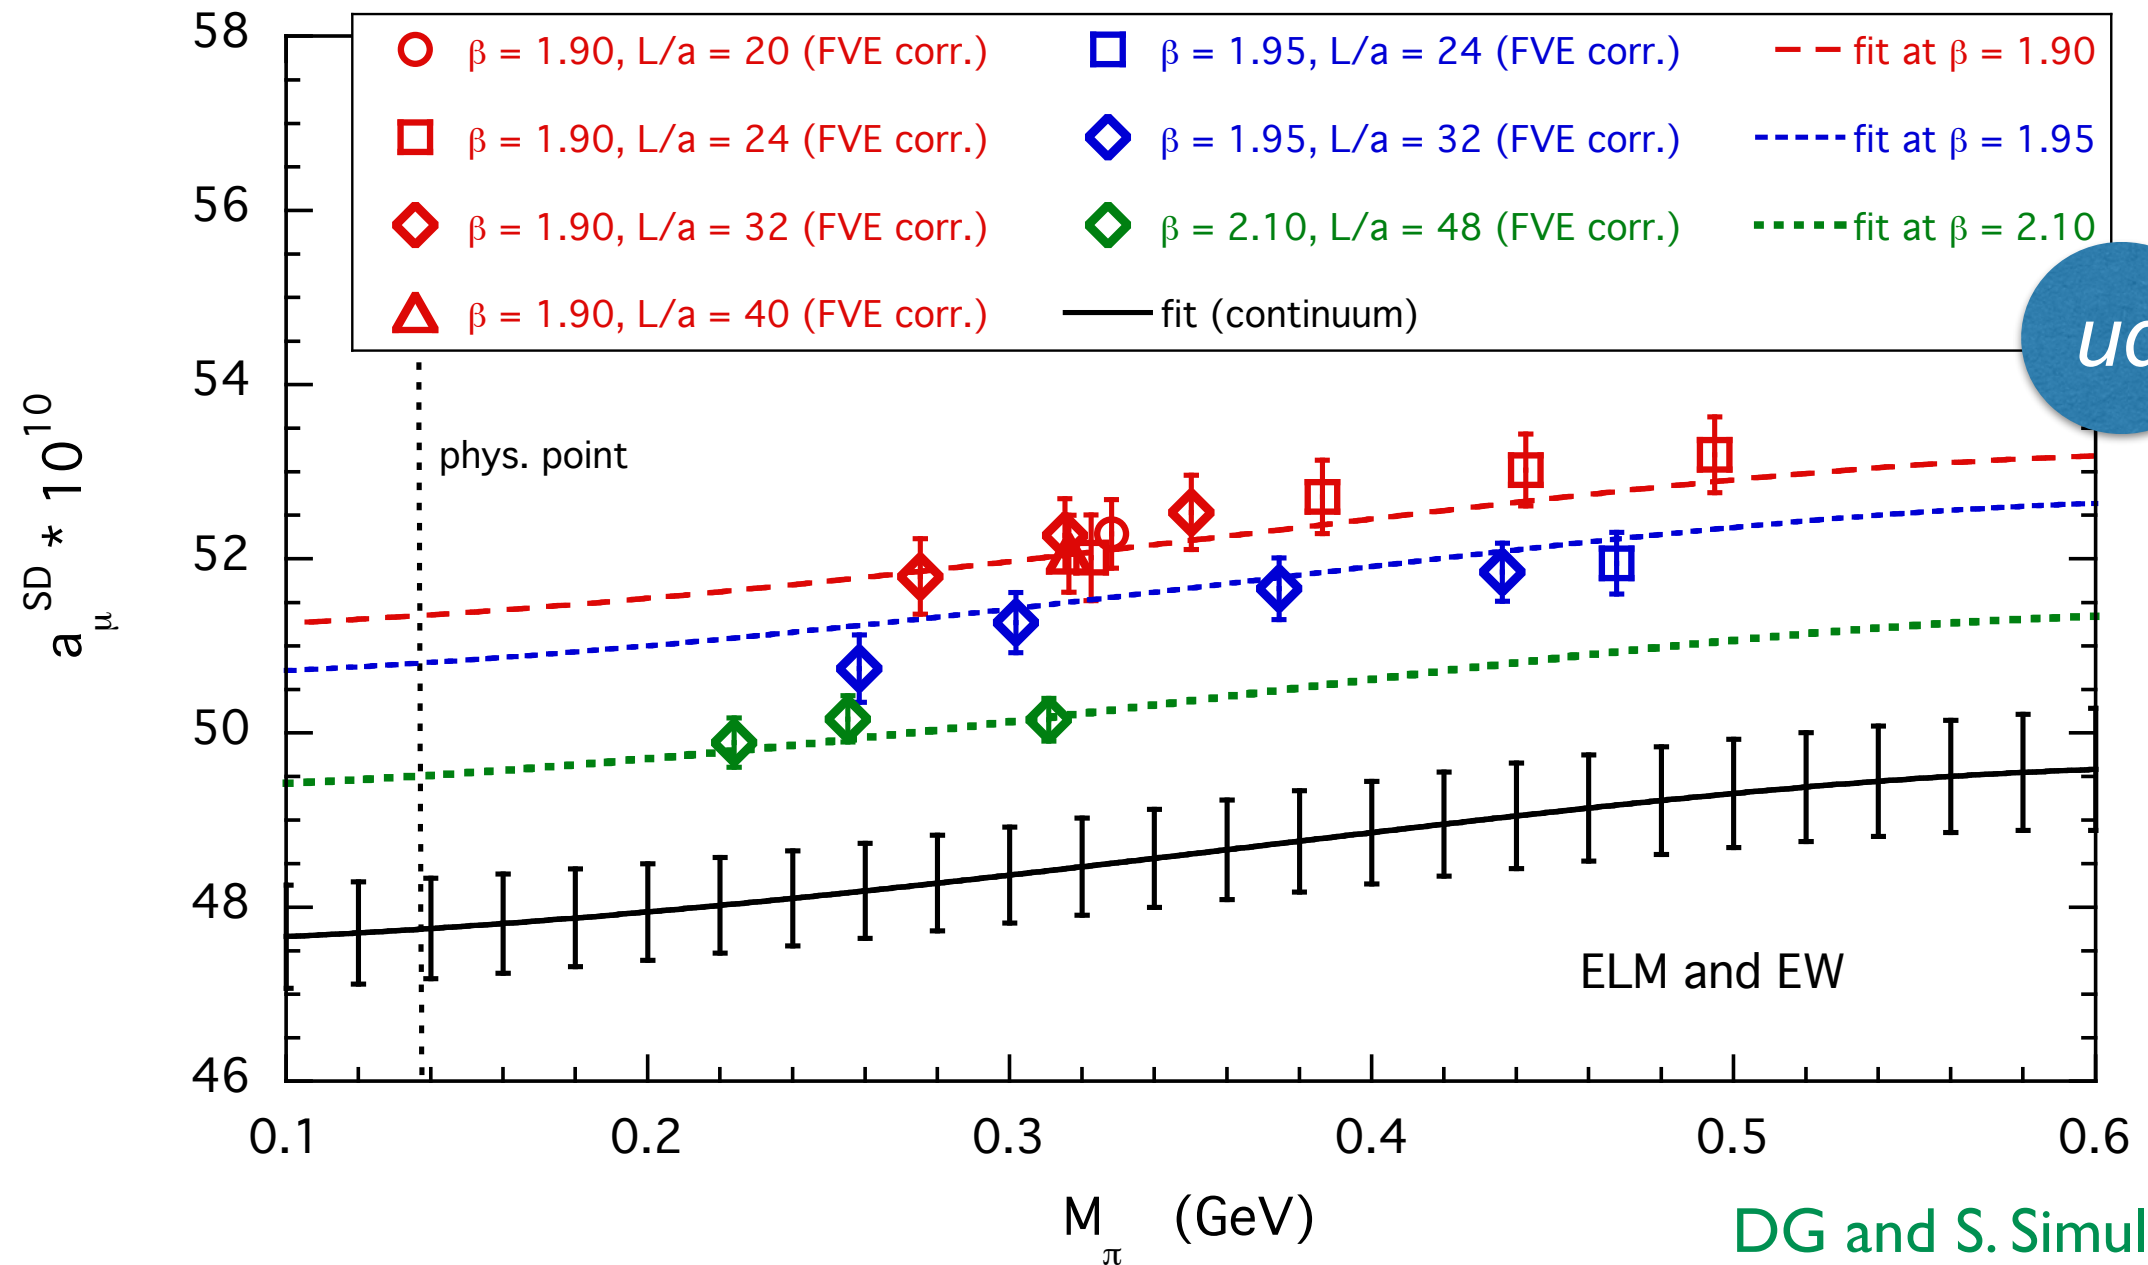 58
56
54
52
50
48
46
a_μ^SD * 10^10
β = 1.90, L/a = 20 (FVE corr.)
β = 1.90, L/a = 24 (FVE corr.)
β = 1.90, L/a = 32 (FVE corr.)
β = 1.90, L/a = 40 (FVE corr.)
β = 1.95, L/a = 24 (FVE corr.)
β = 1.95, L/a = 32 (FVE corr.)
β = 2.10, L/a = 48 (FVE corr.)
fit (continuum)
fit at β = 1.90
fit at β = 1.95
fit at β = 2.10
phys. point
ELM and EW
0.1 0.2 0.3 0.4 0.5 0.6
M_π (GeV)
DG and S. Simul